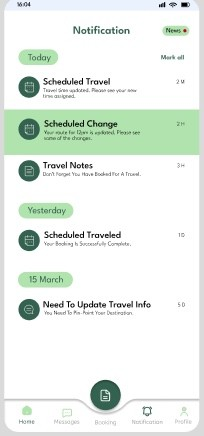 16:04
Notification
News
Today
Mark all
Scheduled Travel
2 M
Travel time updated. Please see your new
time assigned.
Scheduled Change
2 H
Your route for 12pm is updated. Please see
some of the changes.
Travel Notes
3 H
Don't Forget You Have Booked For A Travel.
Yesterday
Scheduled Traveled
1 D
Your Booking Is Successfully Complete.
15 March
Need To Update Travel Info
5 D
You Need To Pin-Point Your Destination.
Home
Messages
Booking
Notification
Profile